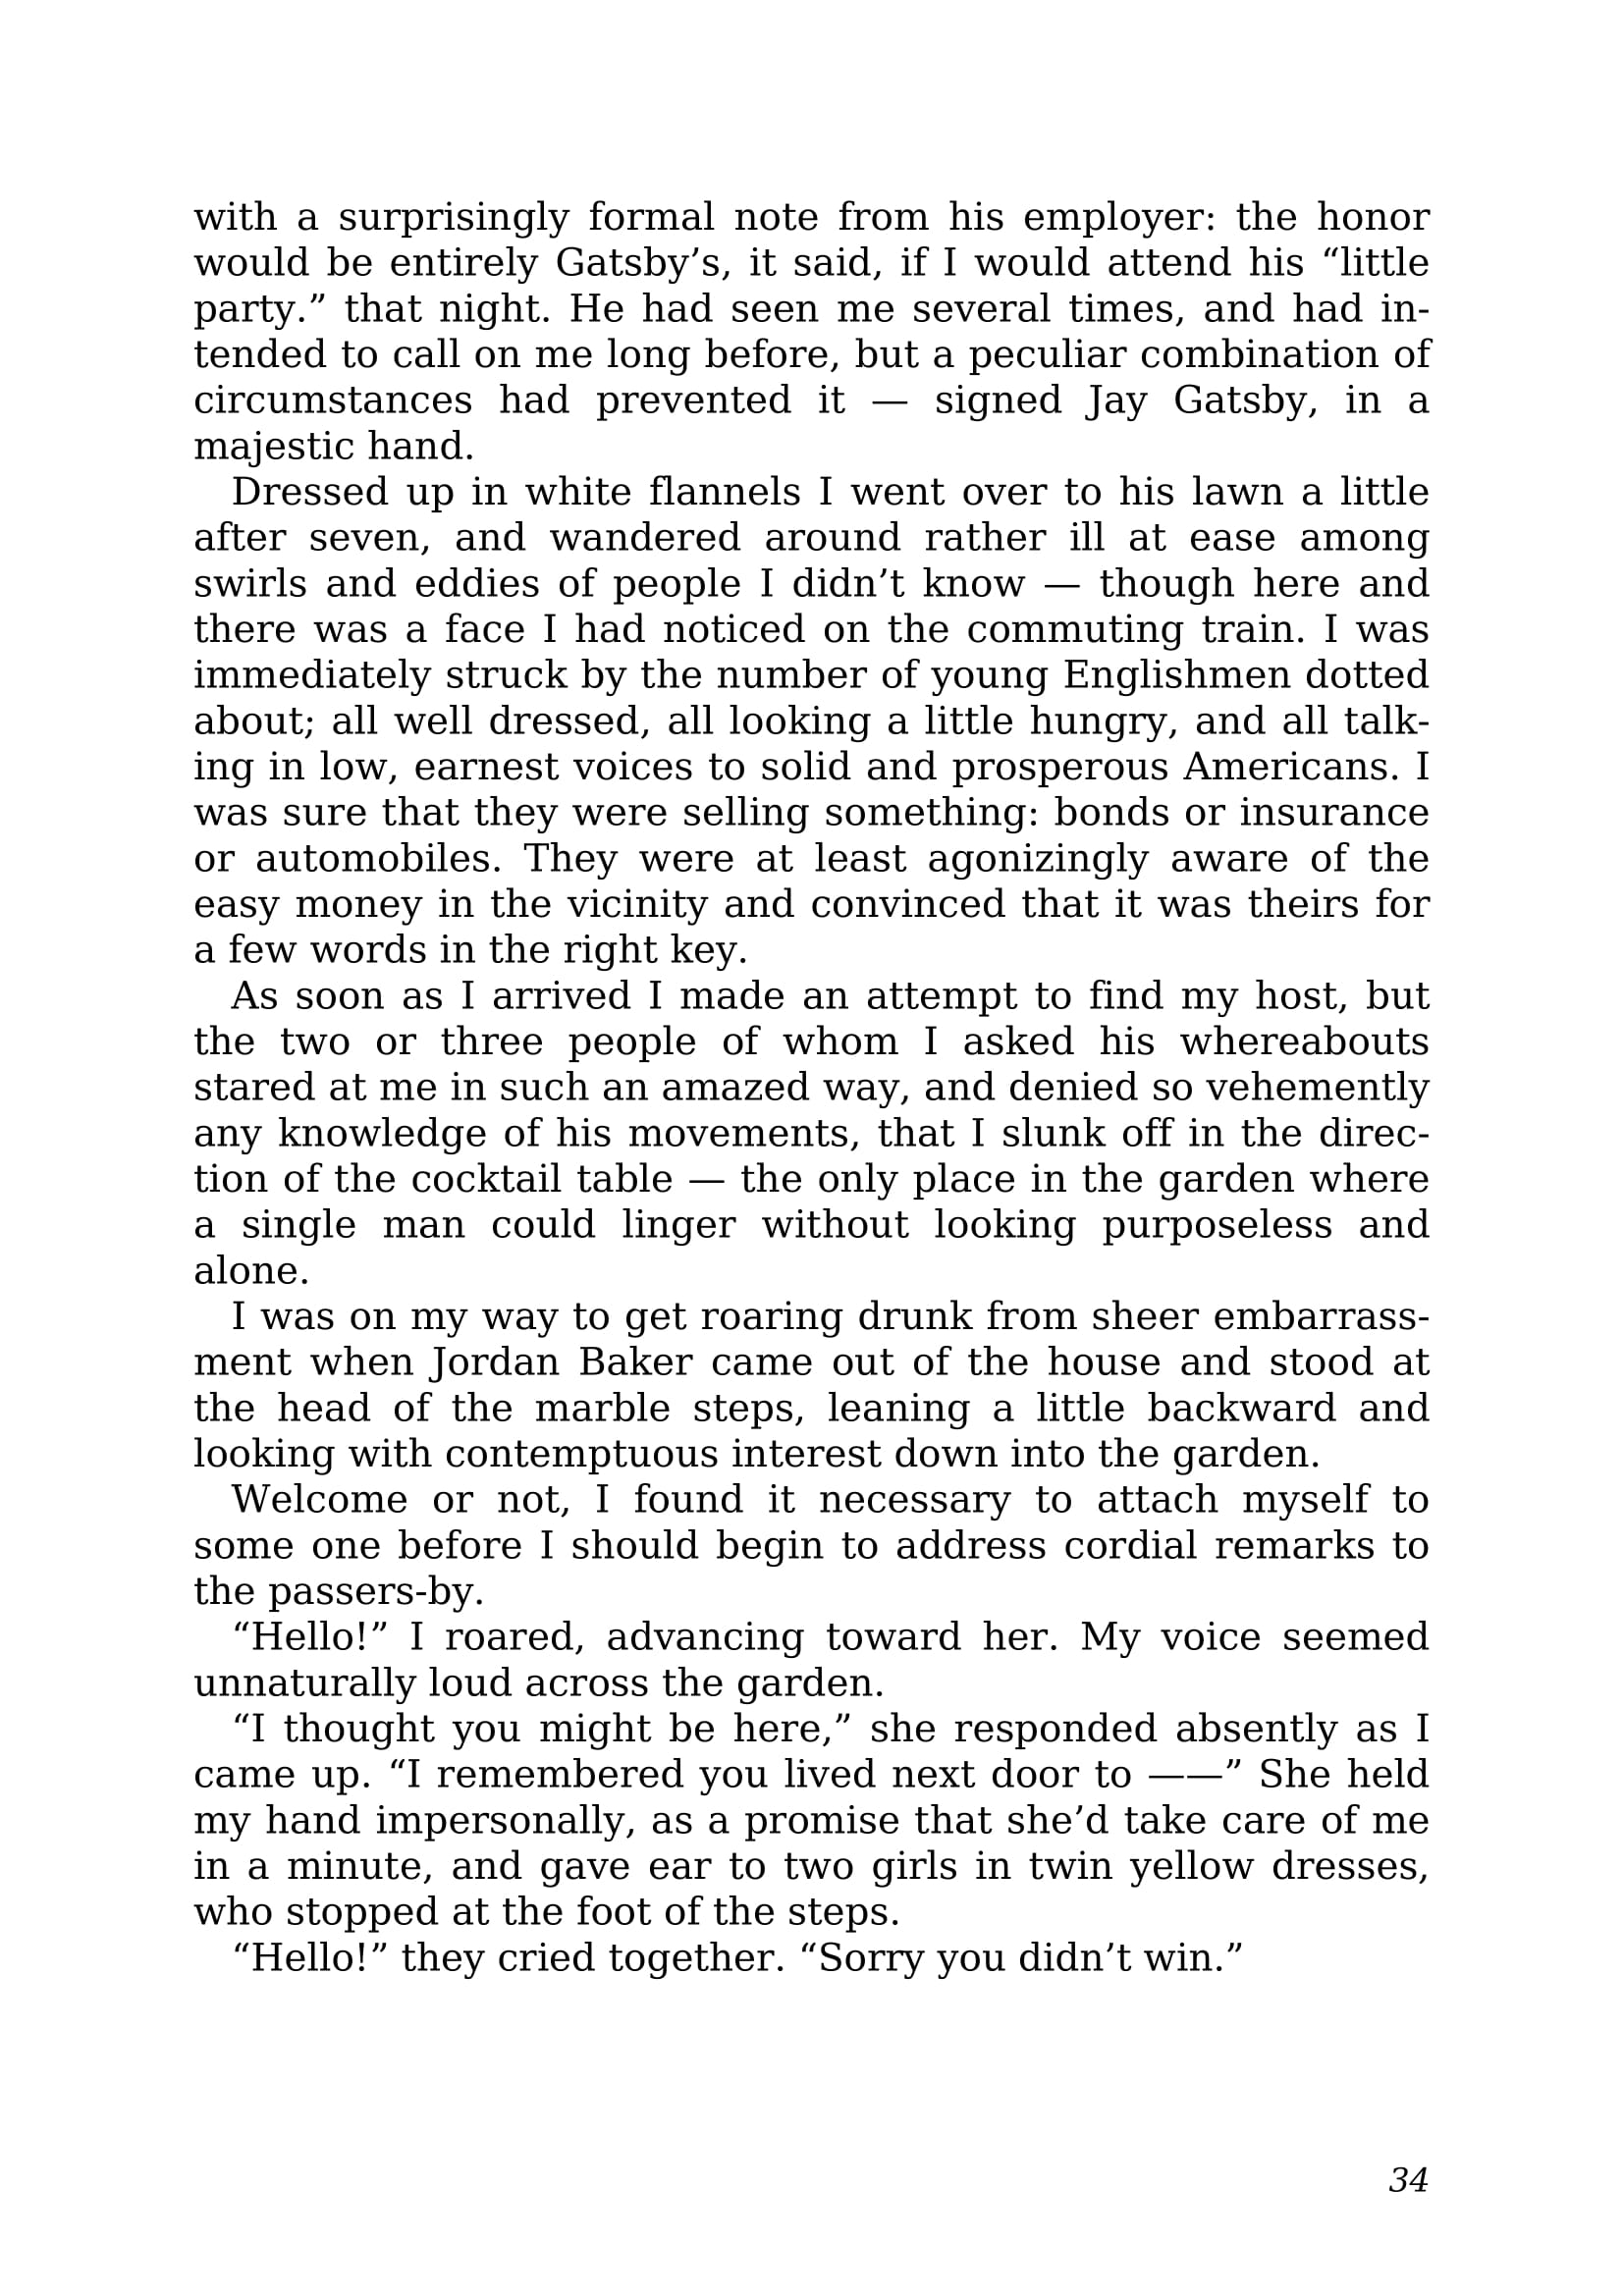 with a surprisingly formal note from his employer: the honor
would be entirely Gatsby’s, it said, if I would attend his “little
party.” that night. He had seen me several times, and had in-
tended to call on me long before, but a peculiar combination of
circumstances had prevented it — signed Jay Gatsby, in a
majestic hand.
Dressed up in white flannels I went over to his lawn a little
after seven, and wandered around rather ill at ease among
swirls and eddies of people I didn’t know — though here and
there was a face I had noticed on the commuting train. I was
immediately struck by the number of young Englishmen dotted
about; all well dressed, all looking a little hungry, and all talk-
ing in low, earnest voices to solid and prosperous Americans. I
was sure that they were selling something: bonds or insurance
or automobiles. They were at least agonizingly aware of the
easy money in the vicinity and convinced that it was theirs for
a few words in the right key.
As soon as I arrived I made an attempt to find my host, but
the two or three people of whom I asked his whereabouts
stared at me in such an amazed way, and denied so vehemently
any knowledge of his movements, that I slunk off in the direc-
tion of the cocktail table — the only place in the garden where
a single man could linger without looking purposeless and
alone.
I was on my way to get roaring drunk from sheer embarrass-
ment when Jordan Baker came out of the house and stood at
the head of the marble steps, leaning a little backward and
looking with contemptuous interest down into the garden.
Welcome or not, I found it necessary to attach myself to
some one before I should begin to address cordial remarks to
the passers-by.
“Hello!” I roared, advancing toward her. My voice seemed
unnaturally loud across the garden.
“I thought you might be here,” she responded absently as I
came up. “I remembered you lived next door to ——” She held
my hand impersonally, as a promise that she’d take care of me
in a minute, and gave ear to two girls in twin yellow dresses,
who stopped at the foot of the steps.
“Hello!” they cried together. “Sorry you didn’t win.”
34